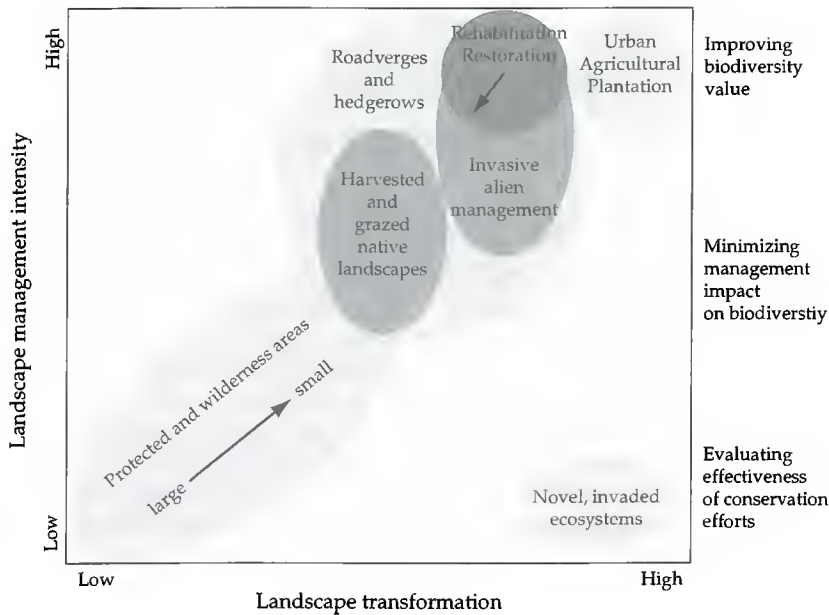 High
Landscape management intensity
Low
Roadverges
and
hedgerows
Rehabilitation
Restoration
Urban
Agricultural
Plantation
Improving
biodiversity
value
Harvested
and
grazed
native
landscapes
Invasive
alien
management
Minimizing
management
impact
on biodiverstiy
Protected and wilderness areas
large
small
Novel, invaded
ecosystems
Evaluating
effectiveness
of conservation
efforts
Low
High
Landscape transformation